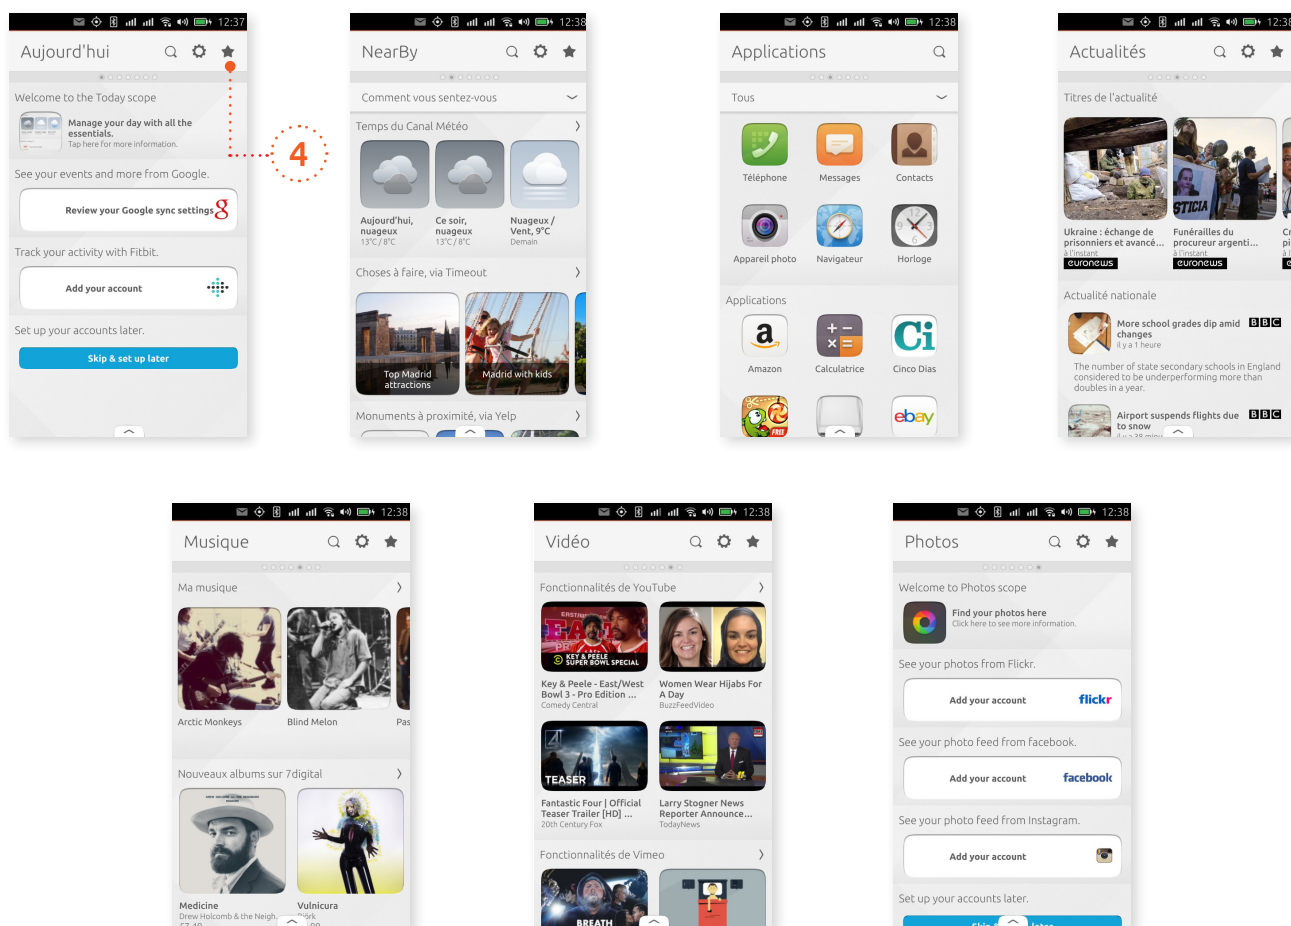 12:37
Aujourd'hui
Welcome to the Today scope
Manage your day with all the
essentials.
Tap here for more information.
See your events and more from Google.
Review your Google sync settings
Track your activity with Fitbit.
Add your account
Set up your accounts later.
Skip & set up later
4
12:38
NearBy
Comment vous sentez-vous
Temps du Canal Météo
Aujourd'hui,
nuageux
13°C / 8°C
Ce soir,
nuageux
13°C / 8°C
Nuageux /
Vent, 9°C
Demain
Choses à faire, via Timeout
Top Madrid
attractions
Madrid with kids
Monuments à proximité, via Yelp
12:38
Applications
Tous
Téléphone
Messages
Contacts
Appareil photo
Navigateur
Horloge
Applications
Amazon
Calculatrice
Ci
Cinco Dias
FREE
ebay
12:38
Actualités
Titres de l'actualité
STICIA
Ukraine : échange de
prisonniers et avancé...
à l'instant
euronews
Funérailles du
procureur argenti...
à l'instant
euronews
Actualité nationale
More school grades dip amid
changes
il y a 1 heure
BBC
The number of state secondary schools in England
considered to be underperforming more than
doubles in a year.
Airport suspends flights due
to snow
BBC
12:38
Musique
Ma musique
Arctic Monkeys
Blind Melon
Pas
Nouveaux albums sur 7digital
Medicine
Drew Holcomb & the Neigh.
Vulnicura
12:38
Vidéo
Fonctionnalités de YouTube
KEY & PEELE
SUPER BOWL SPECIAL
Key & Peele - East/West
Bowl 3 - Pro Edition ...
Comedy Central
Women Wear Hijabs For
A Day
BuzzFeedVideo
TEASER
Fantastic Four | Official
Teaser Trailer [HD] ...
20th Century Fox
Larry Stogner News
Reporter Announce...
TodayNews
Fonctionnalités de Vimeo
BREATH
12:38
Photos
Welcome to Photos scope
Find your photos here
Click here to see more information.
See your photos from Flickr.
Add your account
flickr
See your photo feed from facebook.
Add your account
facebook
See your photo feed from Instagram.
Add your account
Set up your accounts later.